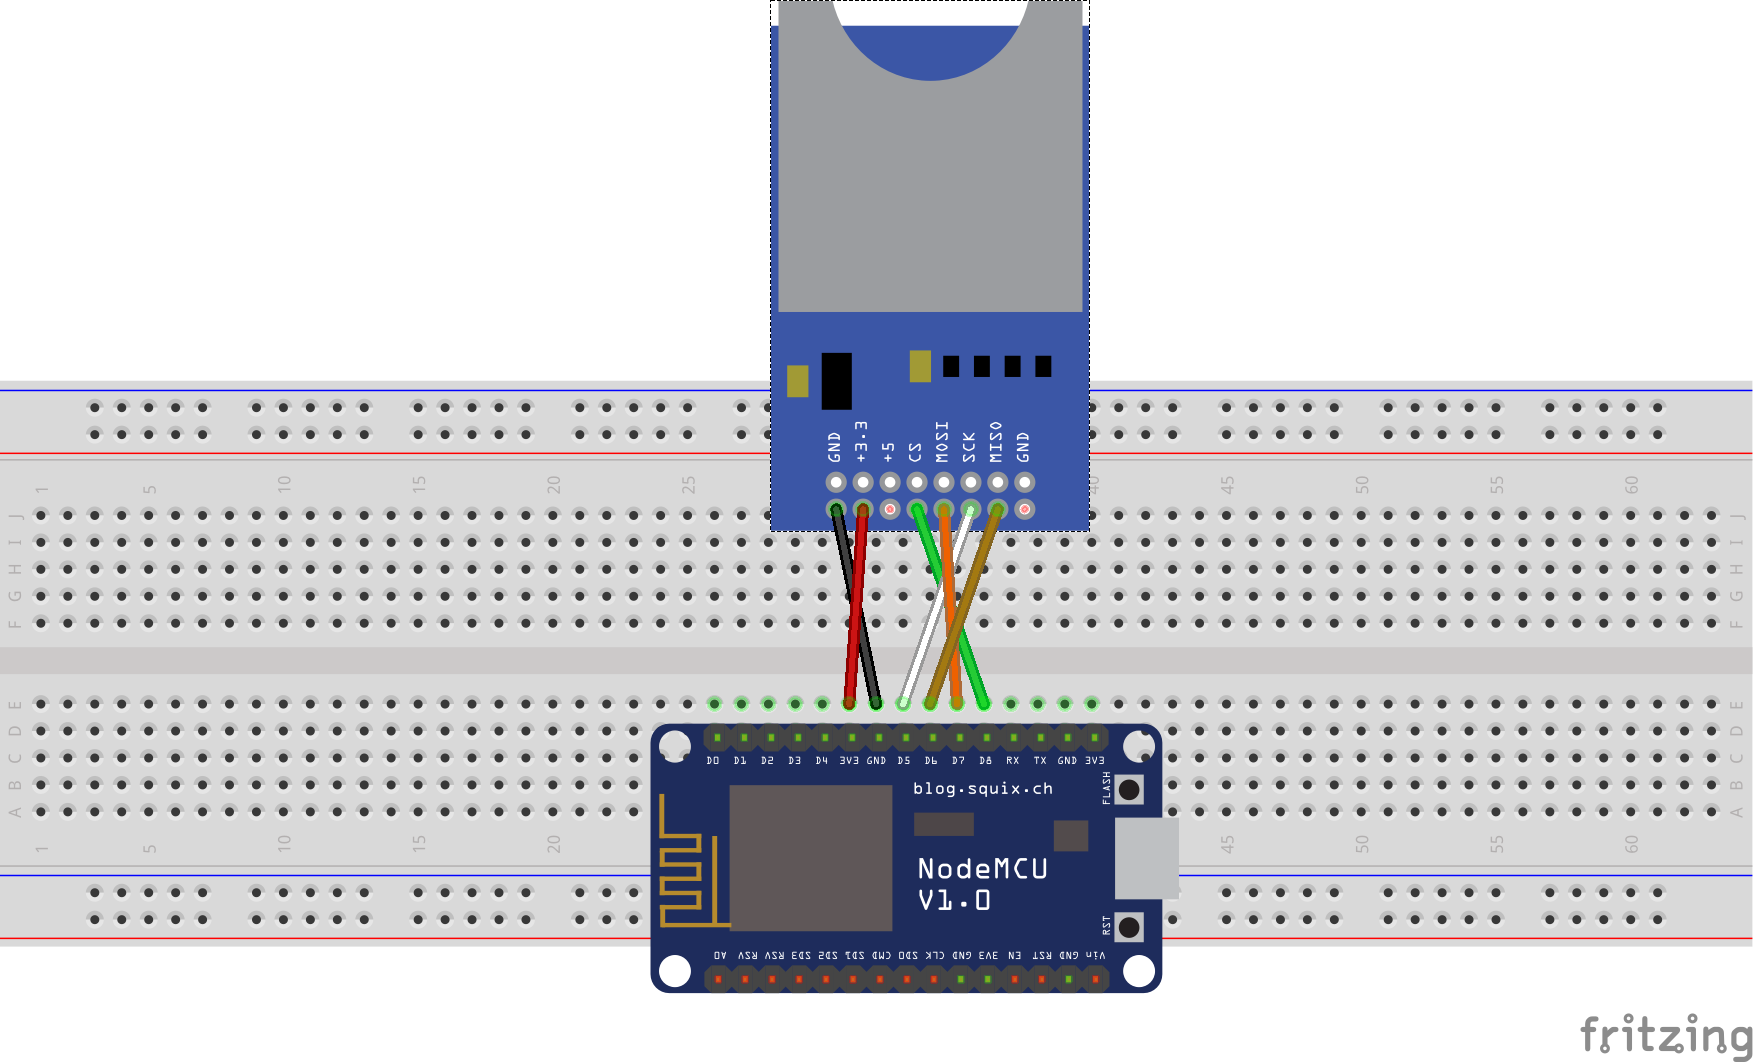 GND +3.3 +5 CS MOSI SCK MISO GND
1 5 10 15 20 25 40 45 50 55 60
J J
I I
H H
G G
F F
E E
D D
C C
B B
A A
1 5 10 15 20 45 50 55 60
D0 D1 D2 D3 D4 3V3 GND D5 D6 D7 D8 RX TX GND 3V3
FLASH
blog.squix.ch
NodeMCU
V1.0
RST
A0 RSV RSV SD3 SD2 SD1 CMD SD0 CLK GND 3V3 EN RST GND Vin
fritzing